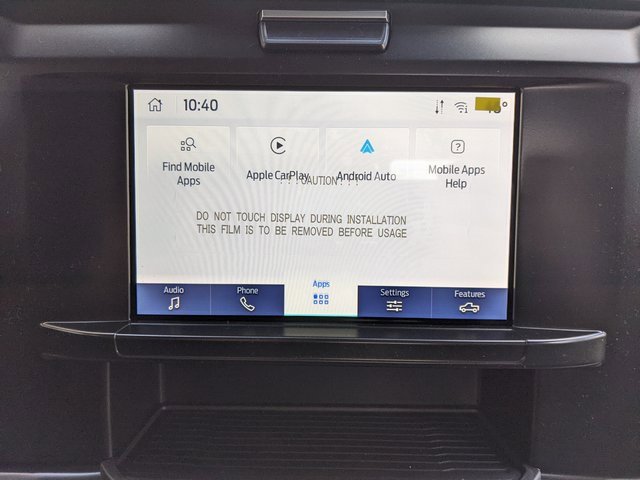 10:40
Find Mobile
Apps
Apple CarPlay
Android Auto
Mobile Apps
Help
!!!CAUTION!!!
DO NOT TOUCH DISPLAY DURING INSTALLATION
THIS FILM IS TO BE REMOVED BEFORE USAGE
Audio
Phone
Apps
Settings
Features